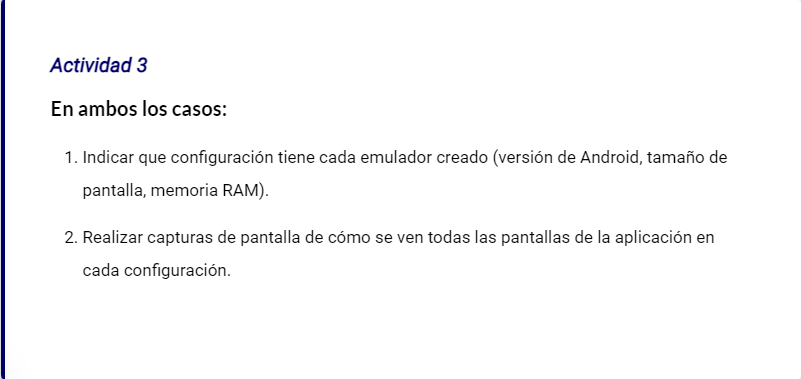 Actividad 3
En ambos los casos:
1. Indicar que configuración tiene cada emulador creado (versión de Android, tamaño de
pantalla, memoria RAM).
2. Realizar capturas de pantalla de cómo se ven todas las pantallas de la aplicación en
cada configuración.